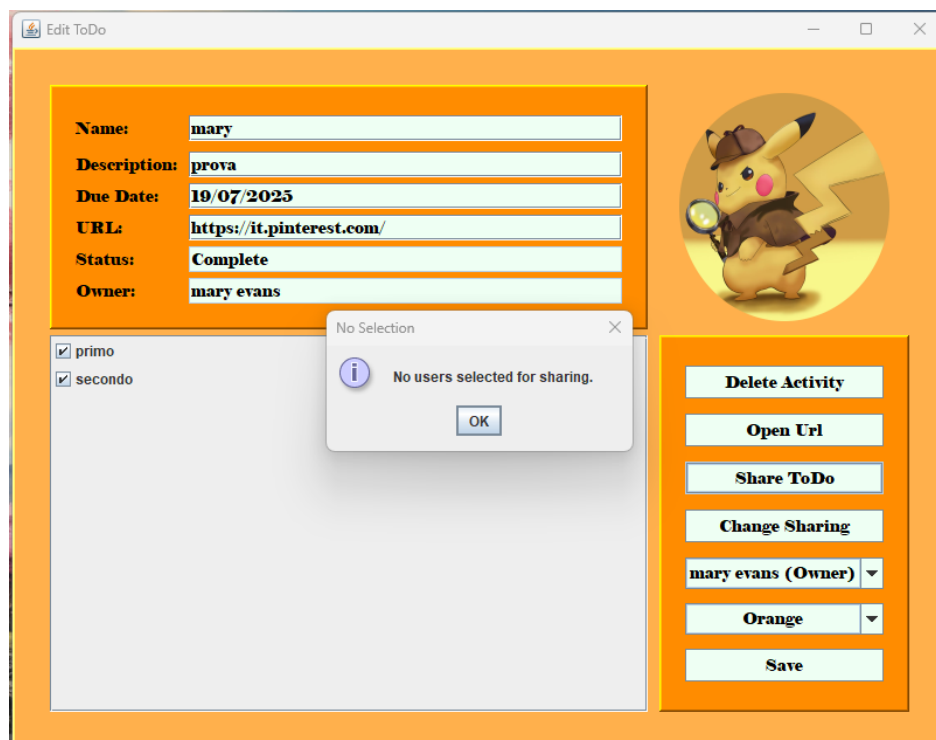 Edit ToDo
Name: mary
Description: prova
Due Date: 19/07/2025
URL: https://it.pinterest.com/
Status: Complete
Owner: mary evans
No Selection
No users selected for sharing.
OK
primo
secondo
Delete Activity
Open Url
Share ToDo
Change Sharing
mary evans (Owner)
Orange
Save